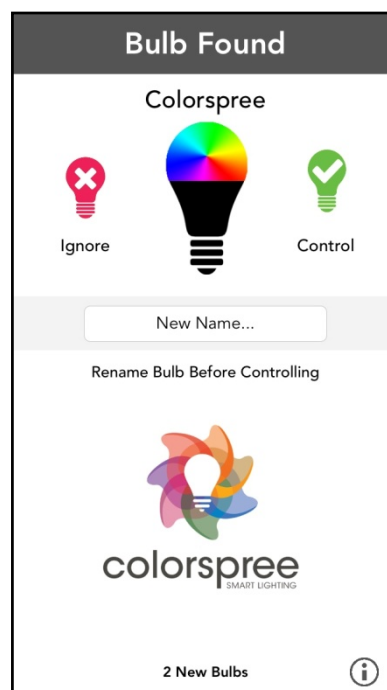 Bulb Found
Colorspree
Ignore
Control
New Name...
Rename Bulb Before Controlling
colorspree
SMART LIGHTING
2 New Bulbs
i